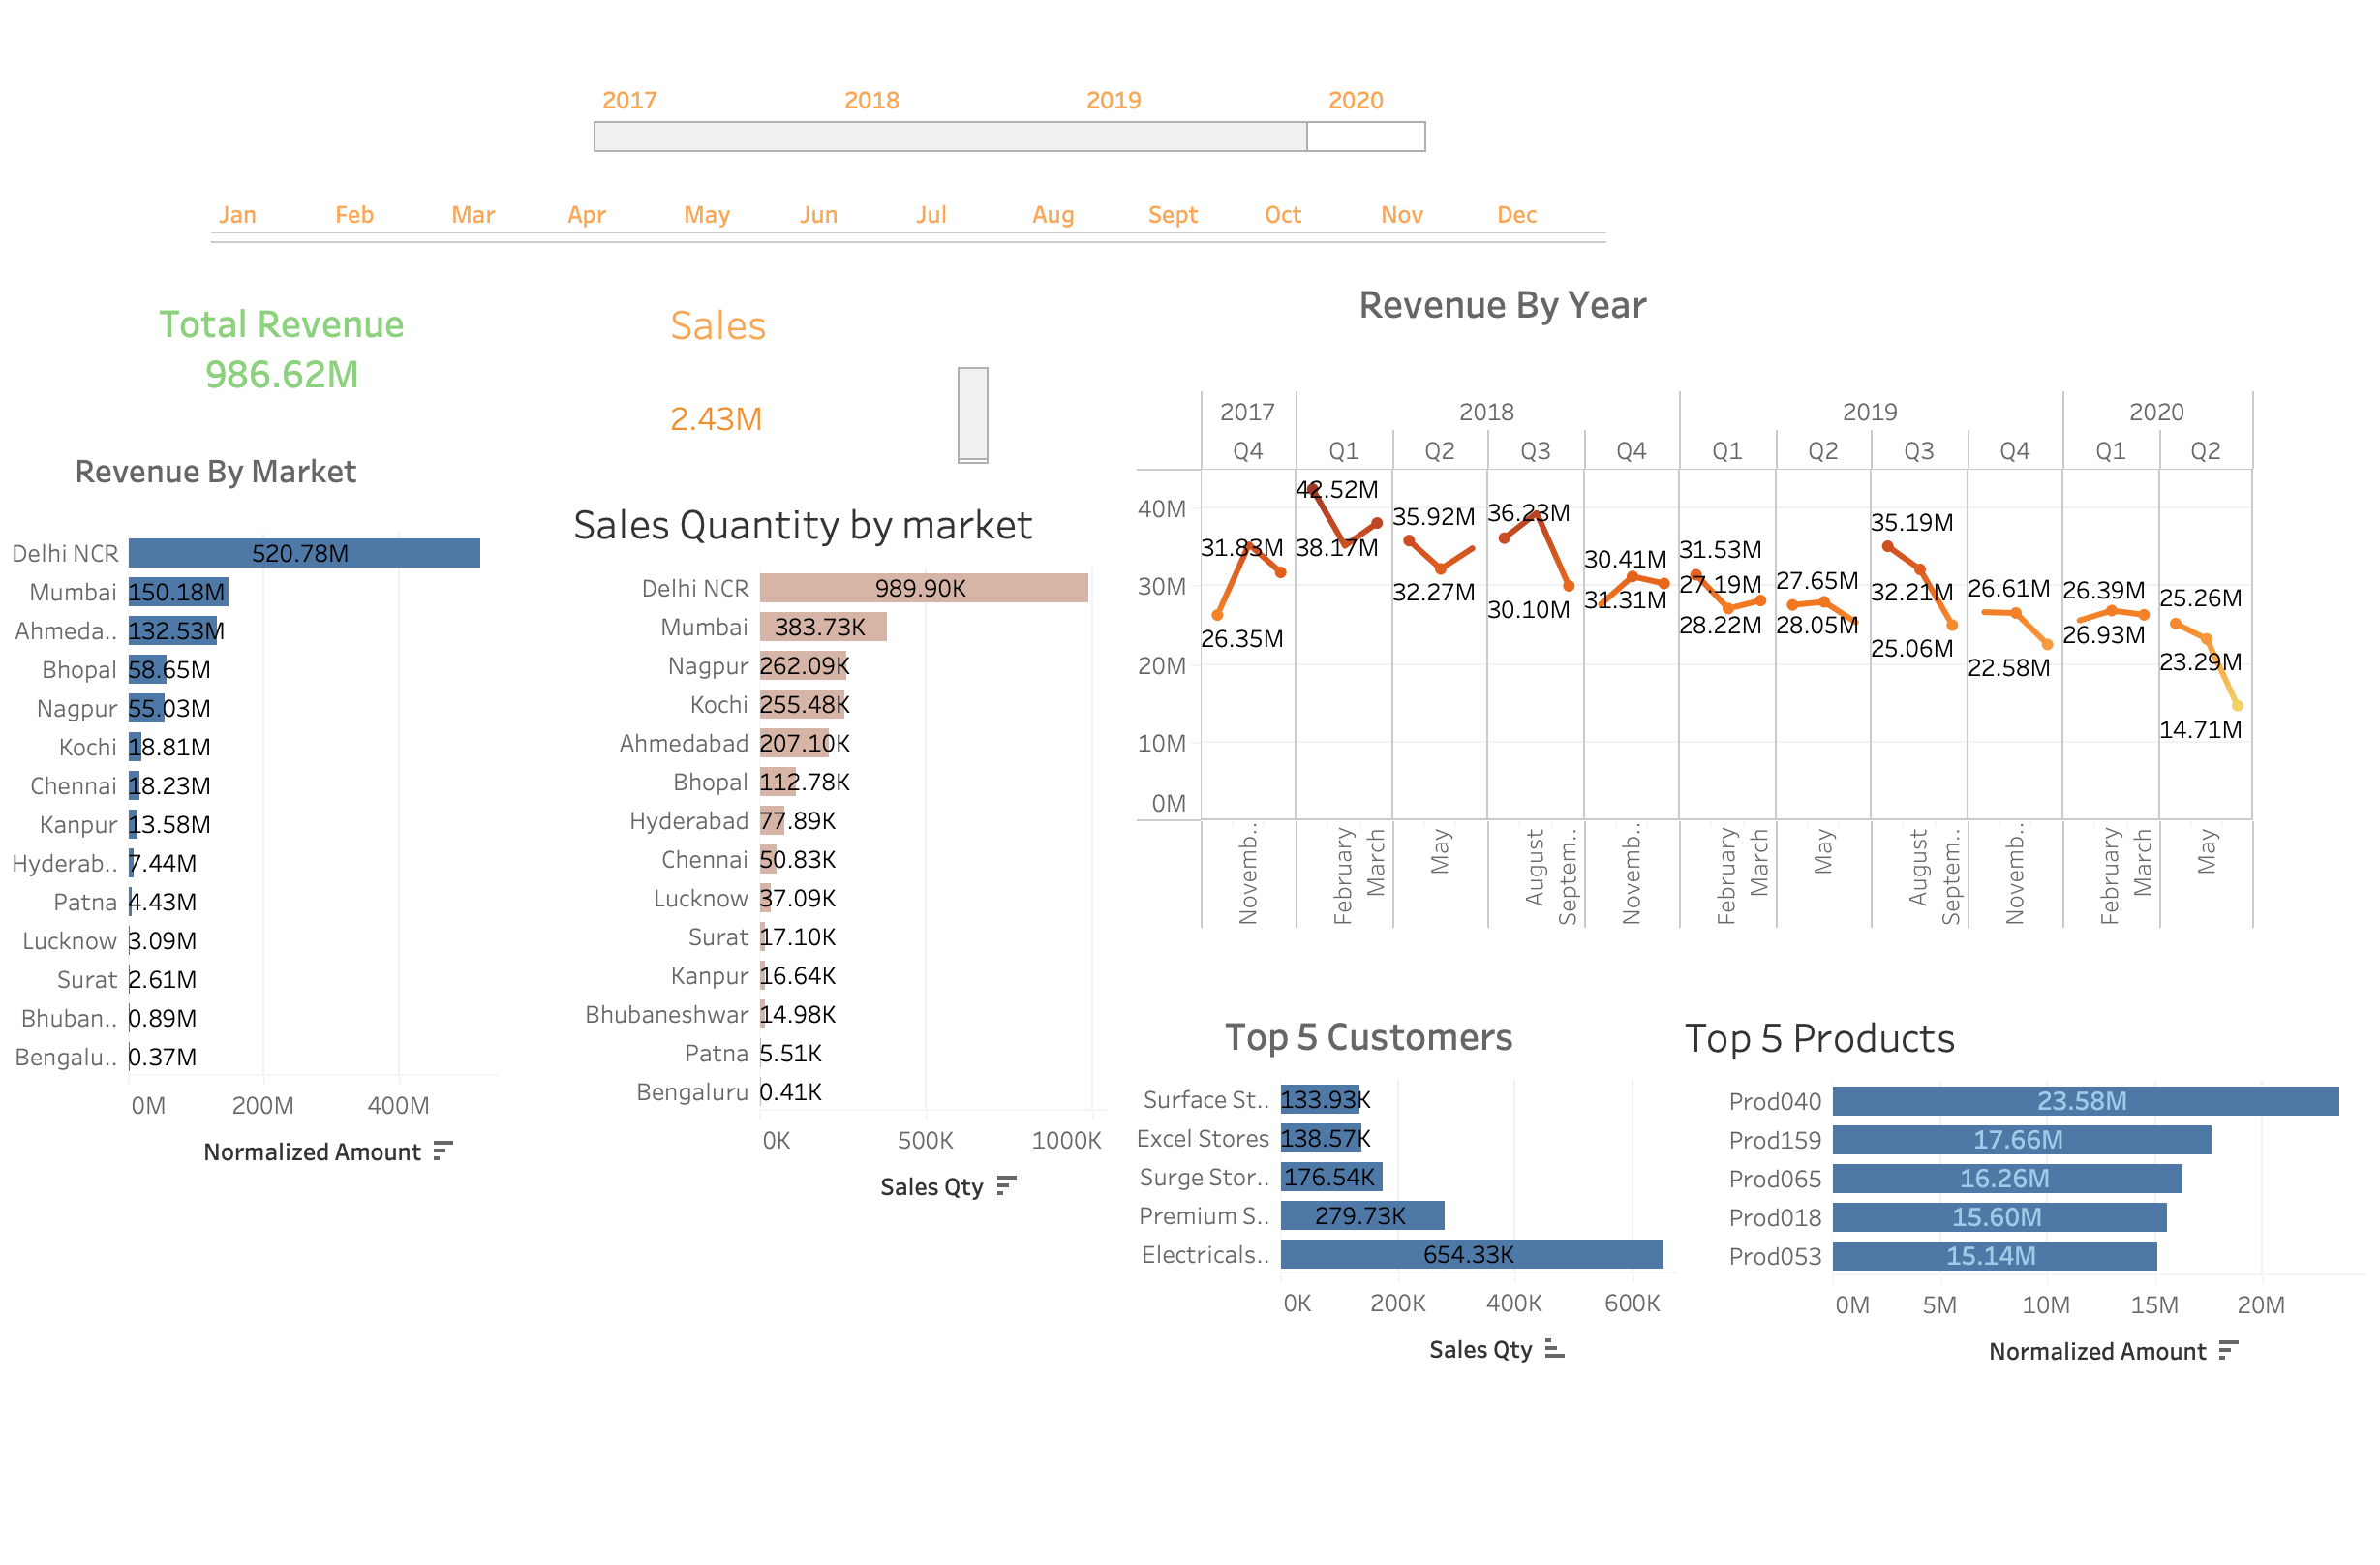 2017 2018 2019 2020
Jan Feb Mar Apr May Jun Jul Aug Sept Oct Nov Dec
Total Revenue
986.62M
Sales
2.43M
Revenue By Market
Delhi NCR 520.78M
Mumbai 150.18M
Ahmeda.. 132.53M
Bhopal 58.65M
Nagpur 55.03M
Kochi 18.81M
Chennai 18.23M
Kanpur 13.58M
Hyderab.. 7.44M
Patna 4.43M
Lucknow 3.09M
Surat 2.61M
Bhuban.. 0.89M
Bengalu.. 0.37M
0M 200M 400M
Normalized Amount
Sales Quantity by market
Delhi NCR 989.90K
Mumbai 383.73K
Nagpur 262.09K
Kochi 255.48K
Ahmedabad 207.10K
Bhopal 112.78K
Hyderabad 77.89K
Chennai 50.83K
Lucknow 37.09K
Surat 17.10K
Kanpur 16.64K
Bhubaneshwar 14.98K
Patna 5.51K
Bengaluru 0.41K
0K 500K 1000K
Sales Qty
Revenue By Year
2017 2018 2019 2020
Q4 Q1 Q2 Q3 Q4 Q1 Q2 Q3 Q4 Q1 Q2
40M
30M
20M
10M
0M
31.83M
26.35M
42.52M
38.17M
35.92M
32.27M
36.23M
30.10M
30.41M
31.31M
31.53M
27.19M
28.22M
27.65M
28.05M
35.19M
32.21M
25.06M
26.61M
22.58M
26.39M
26.93M
25.26M
23.29M
14.71M
Novemb.. February March May August Septem.. Novemb.. February March May August Septem.. Novemb.. February March May
Top 5 Customers
Surface St.. 133.93K
Excel Stores 138.57K
Surge Stor.. 176.54K
Premium S.. 279.73K
Electricals.. 654.33K
0K 200K 400K 600K
Sales Qty
Top 5 Products
Prod040 23.58M
Prod159 17.66M
Prod065 16.26M
Prod018 15.60M
Prod053 15.14M
0M 5M 10M 15M 20M
Normalized Amount